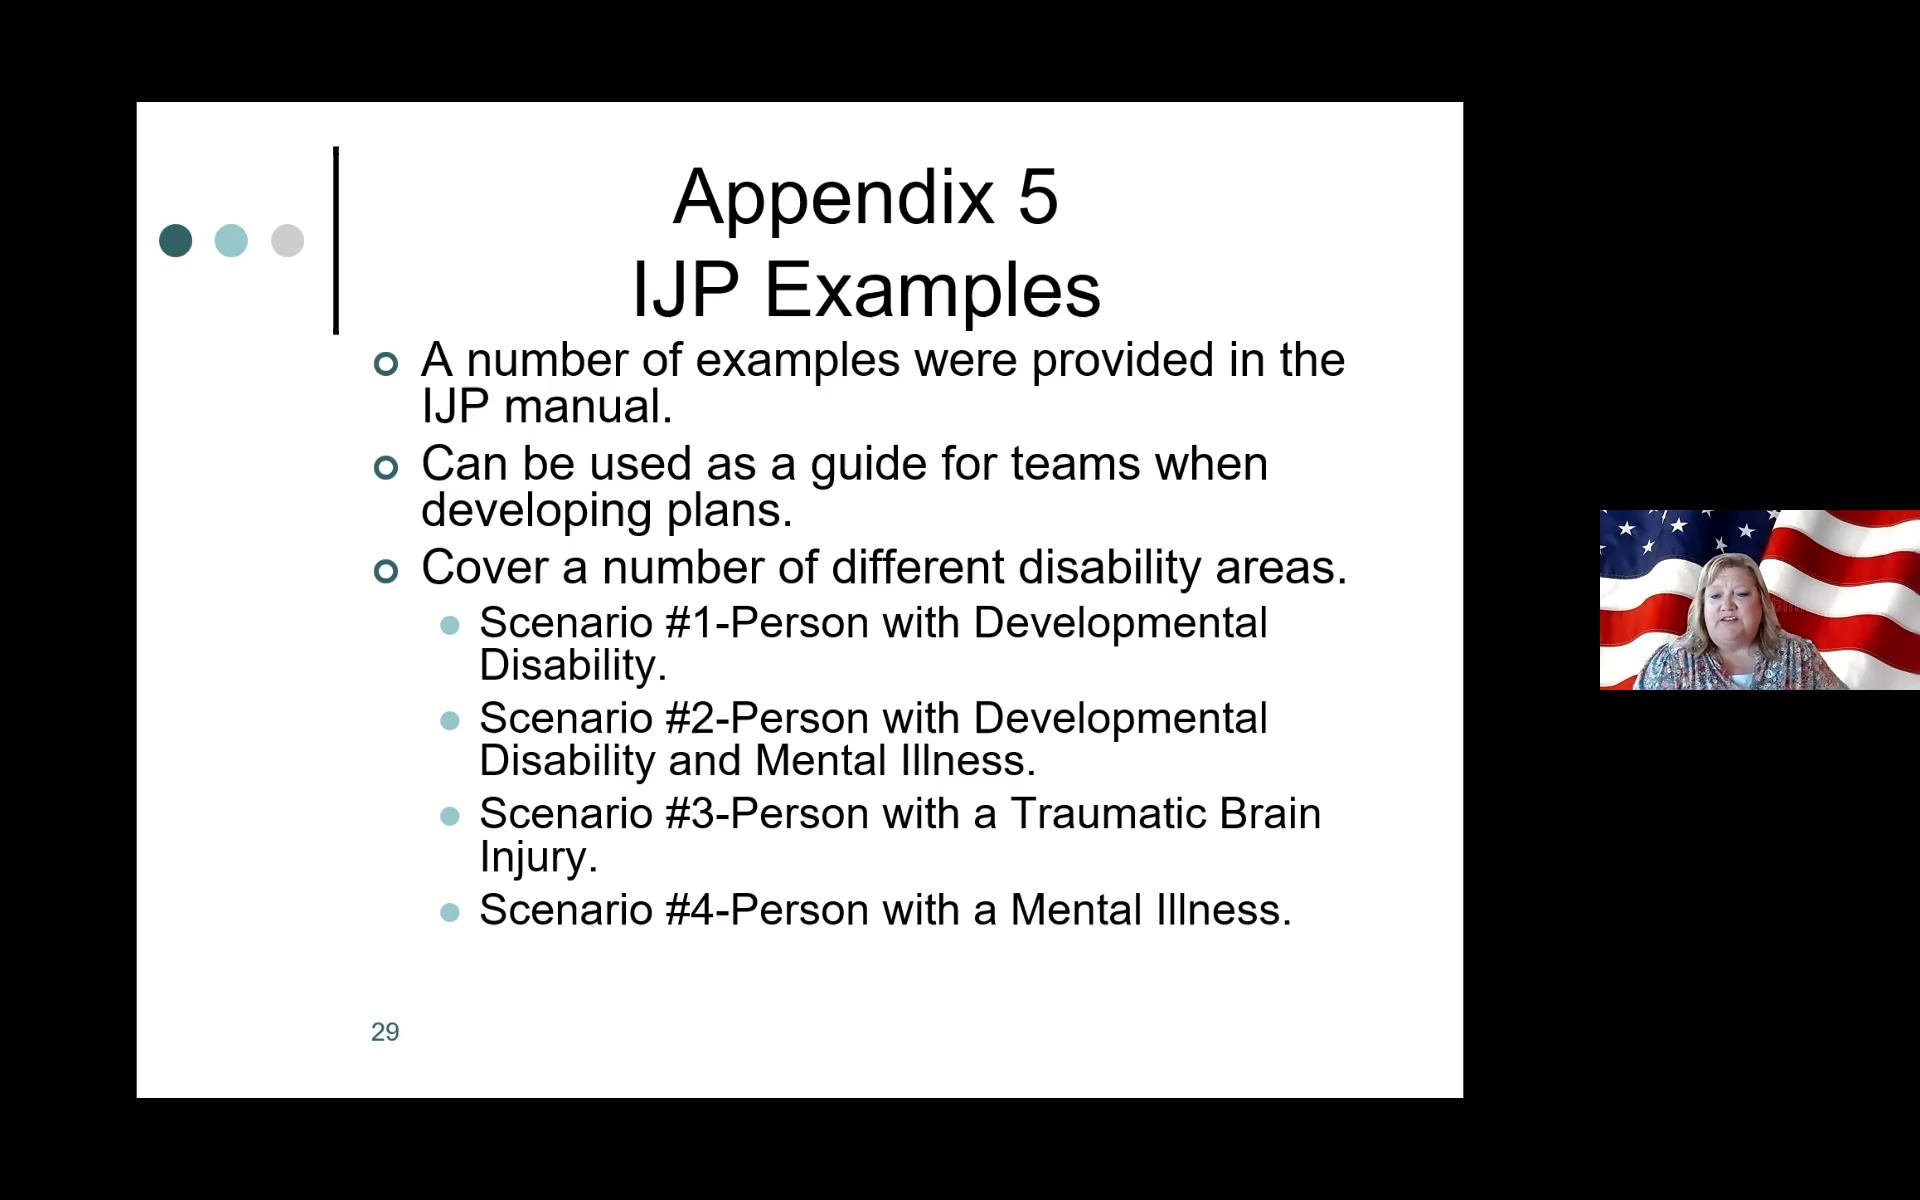 Appendix 5
IJP Examples
A number of examples were provided in the
IJP manual.
Can be used as a guide for teams when
developing plans.
Cover a number of different disability areas.
Scenario #1-Person with Developmental
Disability.
Scenario #2-Person with Developmental
Disability and Mental Illness.
Scenario #3-Person with a Traumatic Brain
Injury.
Scenario #4-Person with a Mental Illness.
29